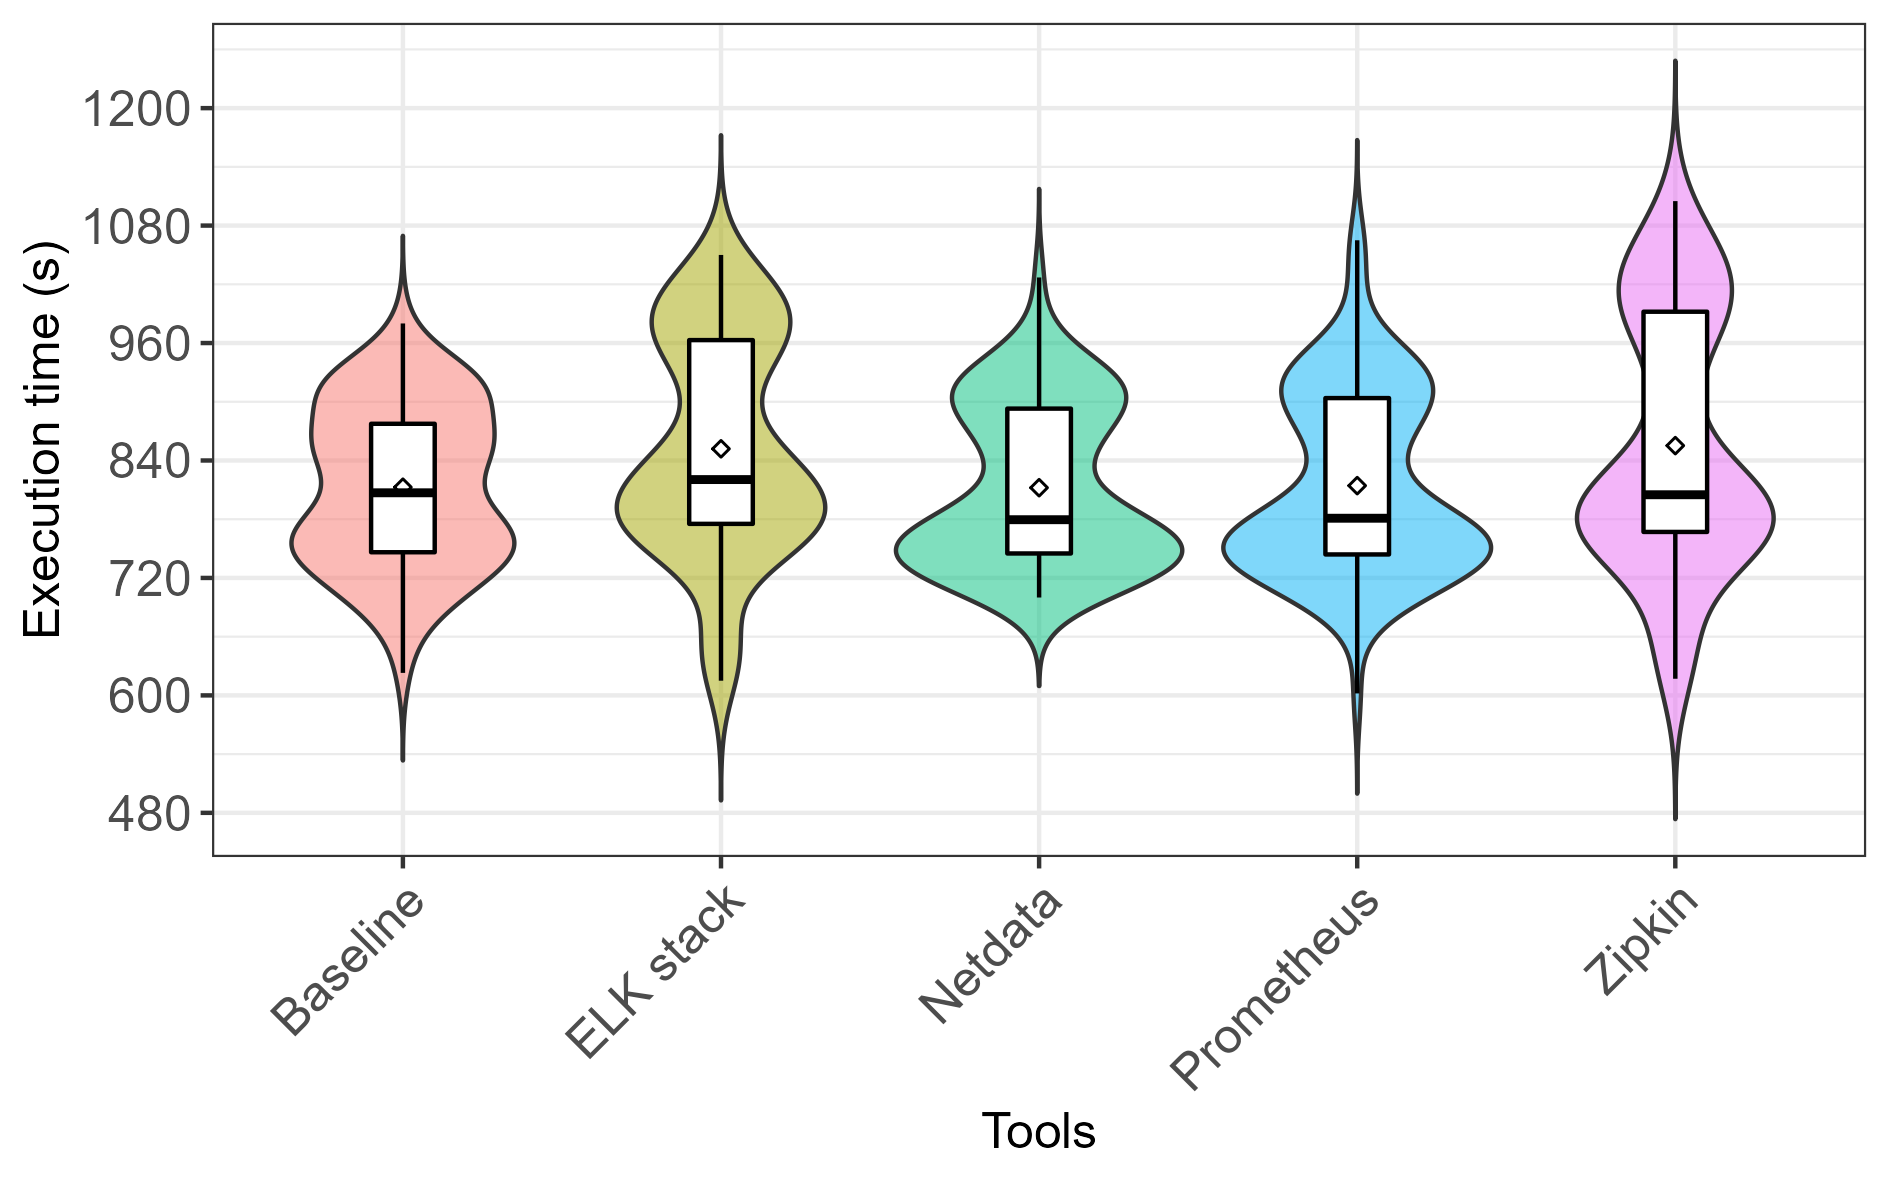 Execution time (s)
1200
1080
960
840
720
600
480
Baseline
ELK stack
Netdata
Prometheus
Zipkin
Tools